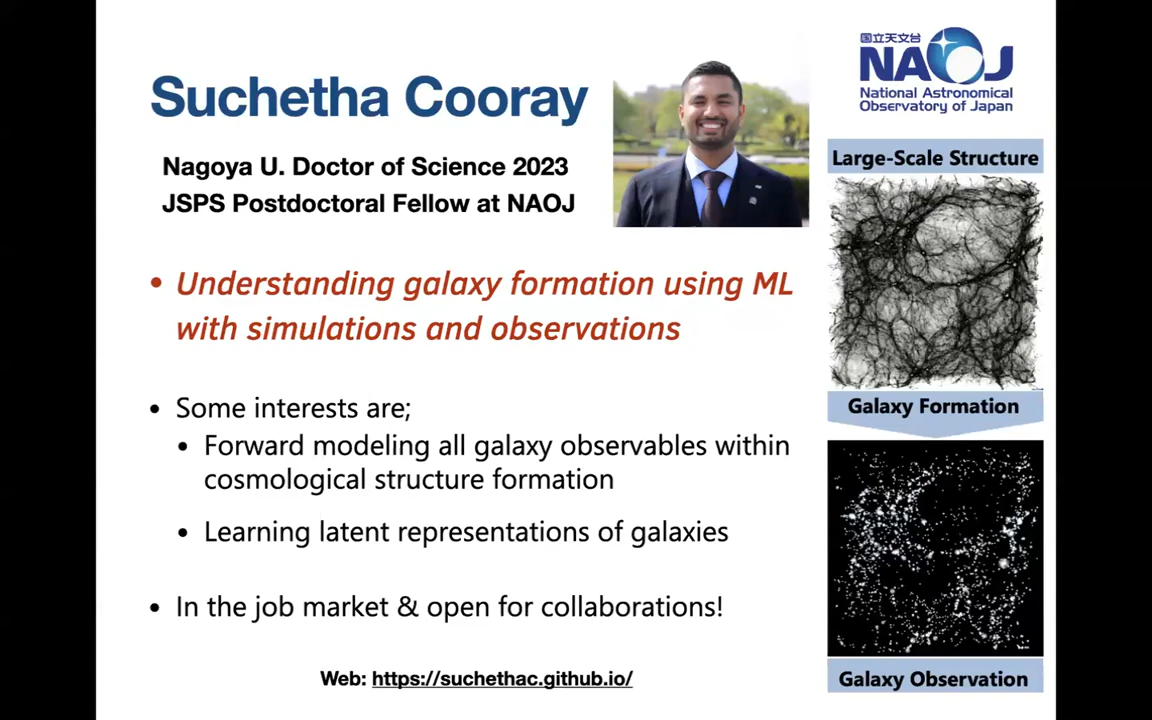 Suchetha Cooray
Nagoya U. Doctor of Science 2023
JSPS Postdoctoral Fellow at NAOJ
• Understanding galaxy formation using ML
with simulations and observations
• Some interests are;
• Forward modeling all galaxy observables within
cosmological structure formation
• Learning latent representations of galaxies
• In the job market & open for collaborations!
Web: https://suchethac.github.io/
国立天文台
NAOJ
National Astronomical
Observatory of Japan
Large-Scale Structure
Galaxy Formation
Galaxy Observation